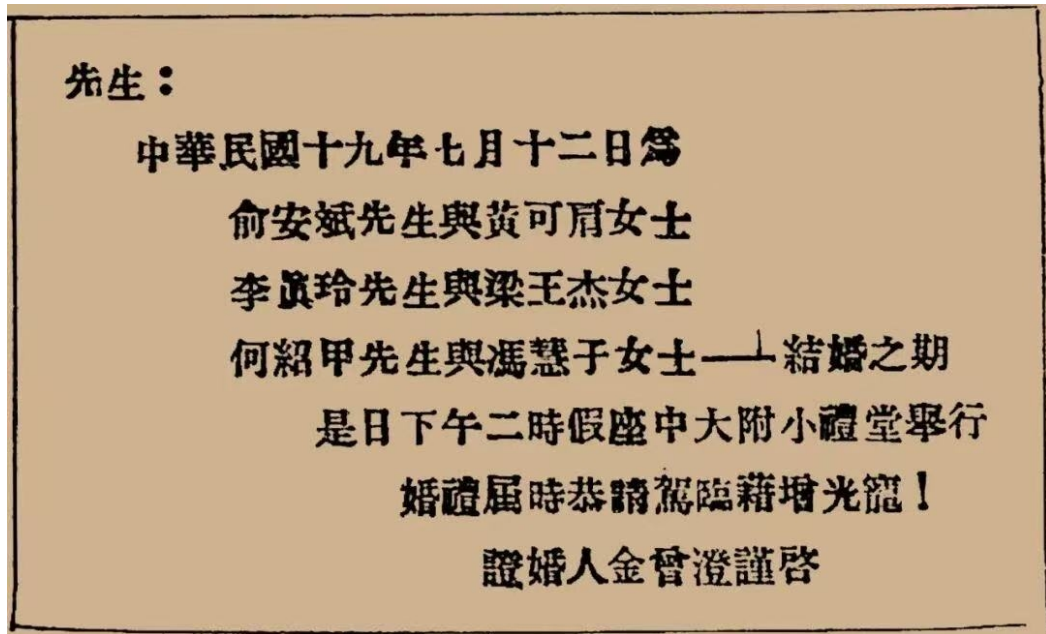 先生：
中華民國十九年七月十二日爲
俞安斌先生與黃可眉女士
李眞玲先生與梁王杰女士
何紹甲先生與馮慧于女士——結婚之期
是日下午二時假座中大附小禮堂舉行
婚禮屆時恭請駕臨藉增光寵！
證婚人金曾澄謹啓